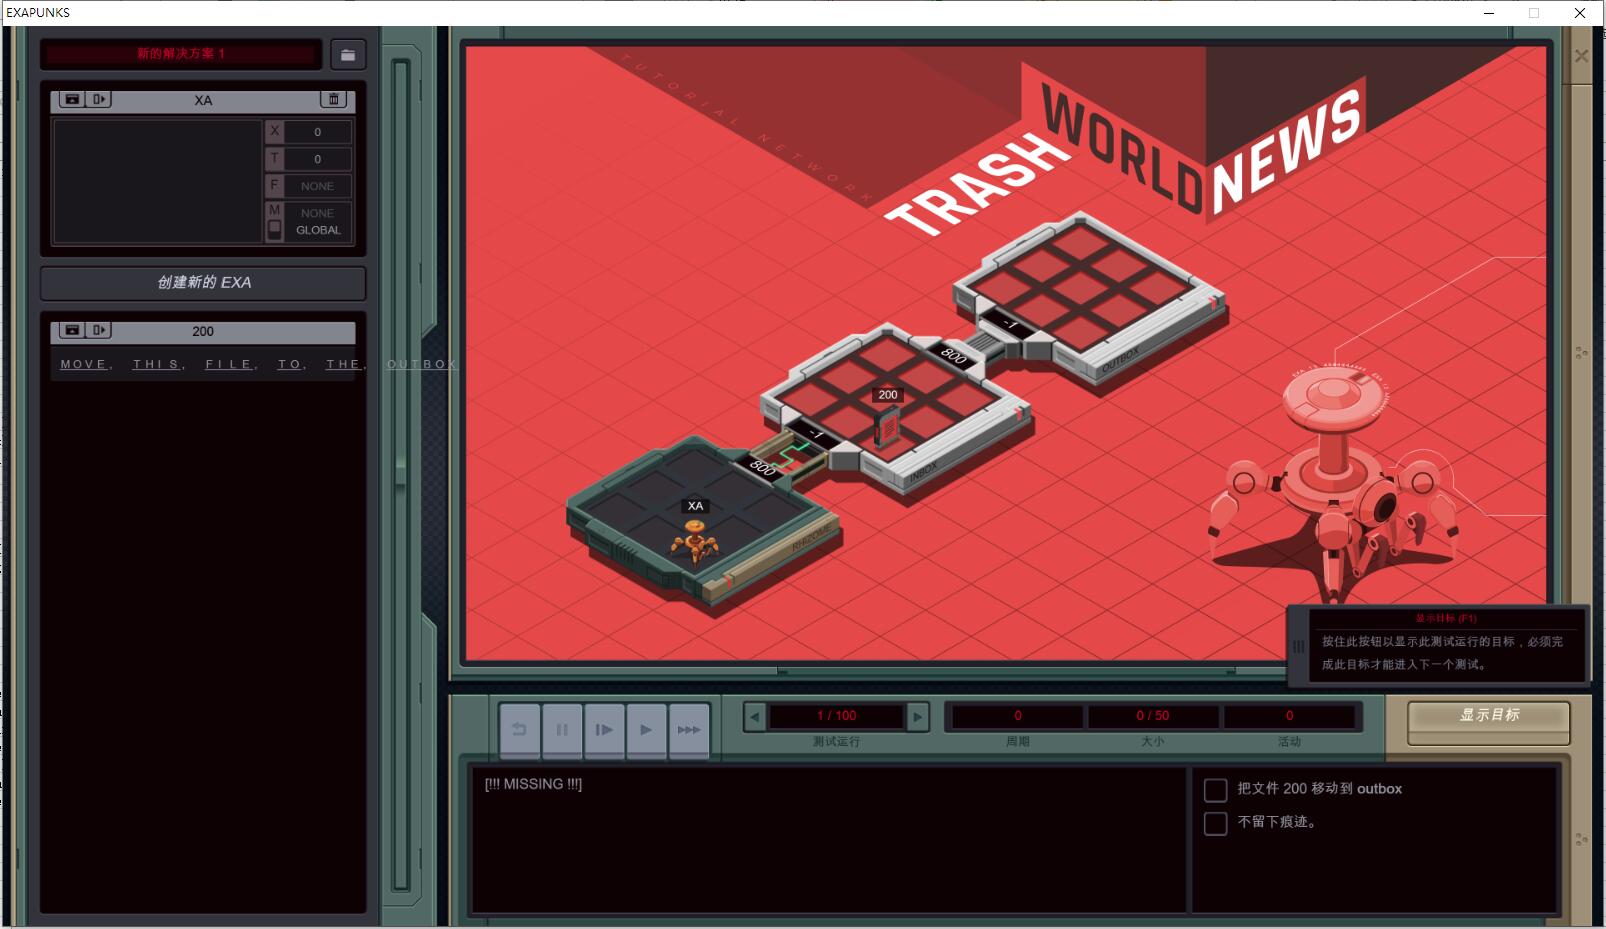 EXAPUNKS
新的解决方案 1
XA
X 0
T 0
F NONE
M NONE
GLOBAL
创建新的 EXA
200
MOVE, THIS, FILE, TO, THE, OUTBOX
TUTORIAL NETWORK
TRASH
WORLD
NEWS
-1
800
OUTBOX
200
-1
800
INBOX
XA
RHIZOME
显示目标 (F1)
按住此按钮以显示此测试运行的目标，必须完
成此目标才能进入下一个测试。
1 / 100
0
0 / 50
0
显示目标
测试运行
周期
大小
活动
[!!! MISSING !!!]
把文件 200 移动到 outbox
不留下痕迹。